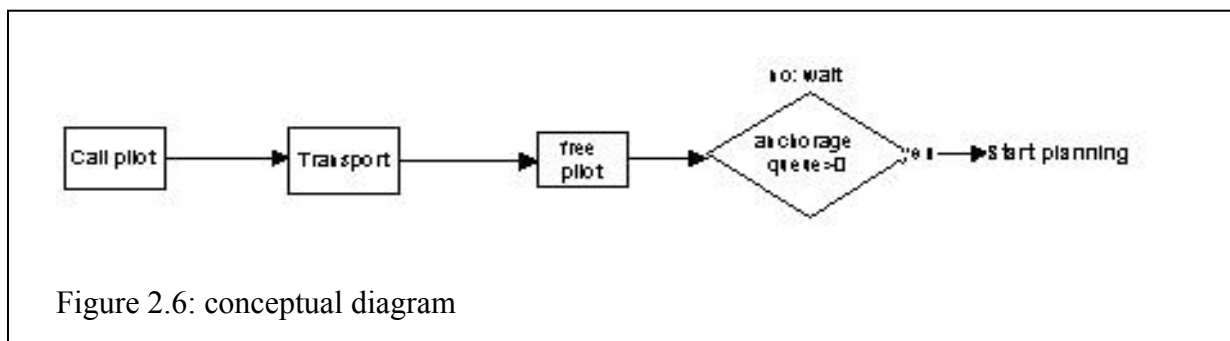 no: wait
Call pilot
Transport
free
pilot
anchorage
queue>0
yes
Start planning
Figure 2.6: conceptual diagram